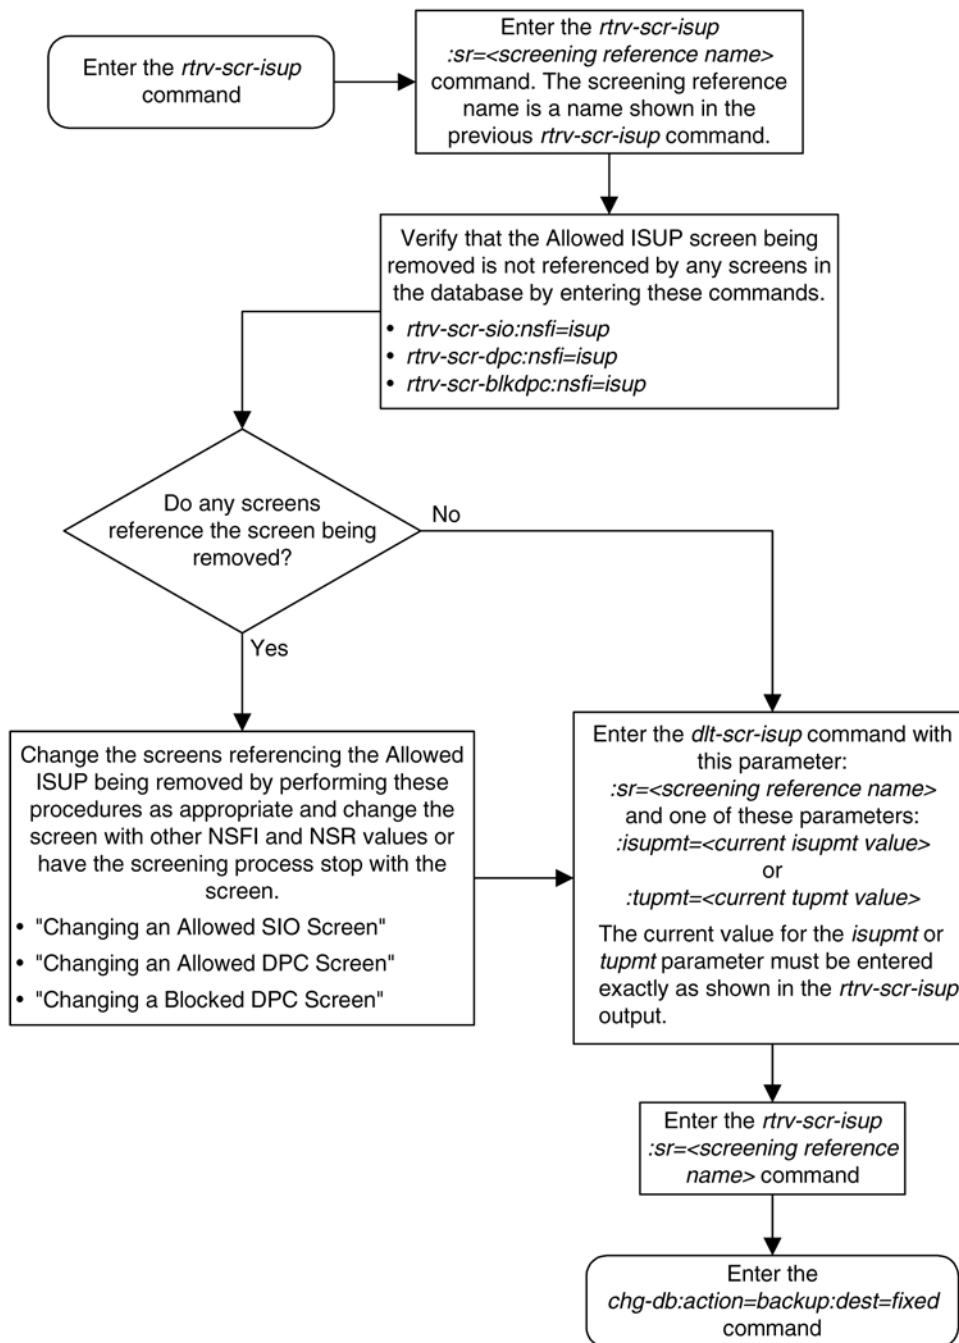 Enter the rtrv-scr-isup
command
Enter the rtrv-scr-isup
:sr=<screening reference name>
command. The screening reference
name is a name shown in the
previous rtrv-scr-isup command.
Verify that the Allowed ISUP screen being
removed is not referenced by any screens in
the database by entering these commands.
• rtrv-scr-sio:nsfi=isup
• rtrv-scr-dpc:nsfi=isup
• rtrv-scr-blkdpc:nsfi=isup
Do any screens
reference the screen being
removed?
No
Yes
Change the screens referencing the Allowed
ISUP being removed by performing these
procedures as appropriate and change the
screen with other NSFI and NSR values or
have the screening process stop with the
screen.
• "Changing an Allowed SIO Screen"
• "Changing an Allowed DPC Screen"
• "Changing a Blocked DPC Screen"
Enter the dlt-scr-isup command with
this parameter:
:sr=<screening reference name>
and one of these parameters:
:isupmt=<current isupmt value>
or
:tupmt=<current tupmt value>
The current value for the isupmt or
tupmt parameter must be entered
exactly as shown in the rtrv-scr-isup
output.
Enter the rtrv-scr-isup
:sr=<screening reference
name> command
Enter the
chg-db:action=backup:dest=fixed
command